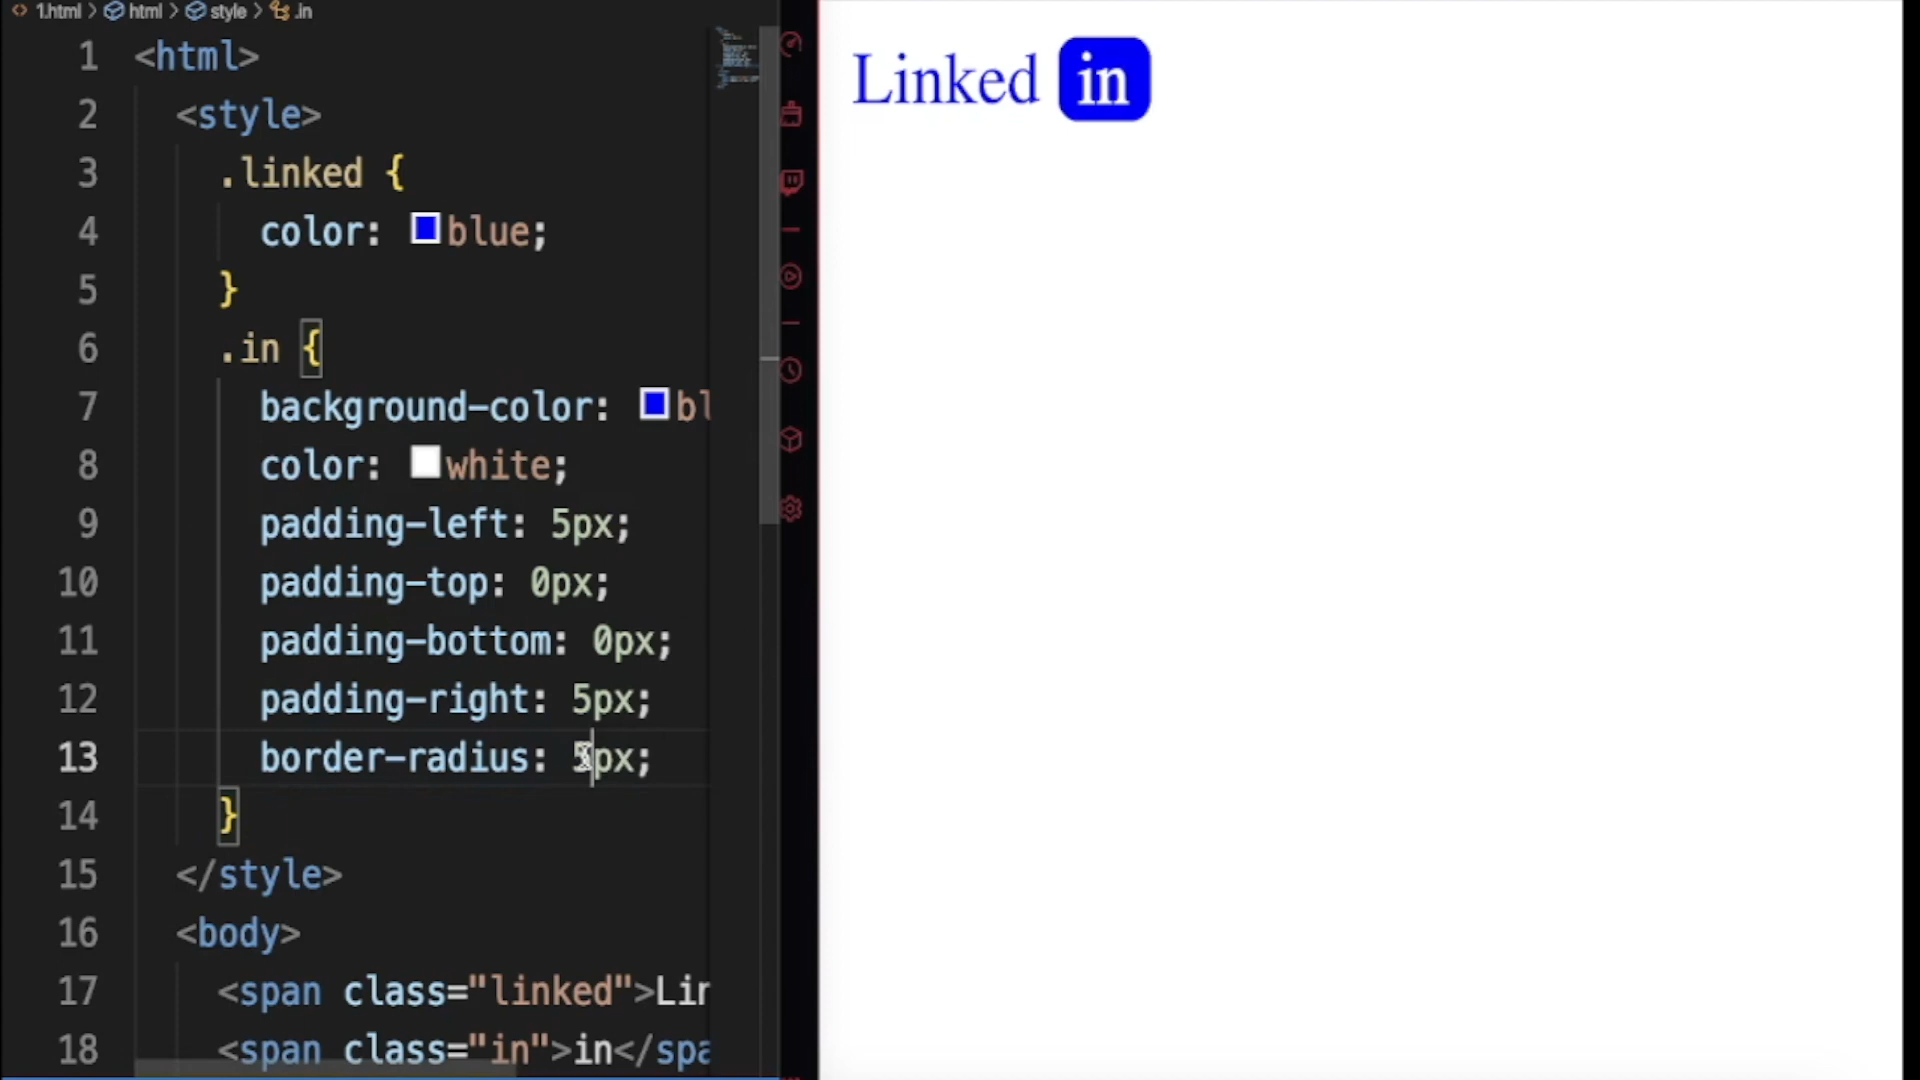 1.html > html > style > .in
1 <html>
2 <style>
3 .linked {
4 color: blue;
5 }
6 .in {
7 background-color: bl
8 color: white;
9 padding-left: 5px;
10 padding-top: 0px;
11 padding-bottom: 0px;
12 padding-right: 5px;
13 border-radius: 5px;
14 }
15 </style>
16 <body>
17 <span class="linked">Lin
18 <span class="in">in</spa
Linked in